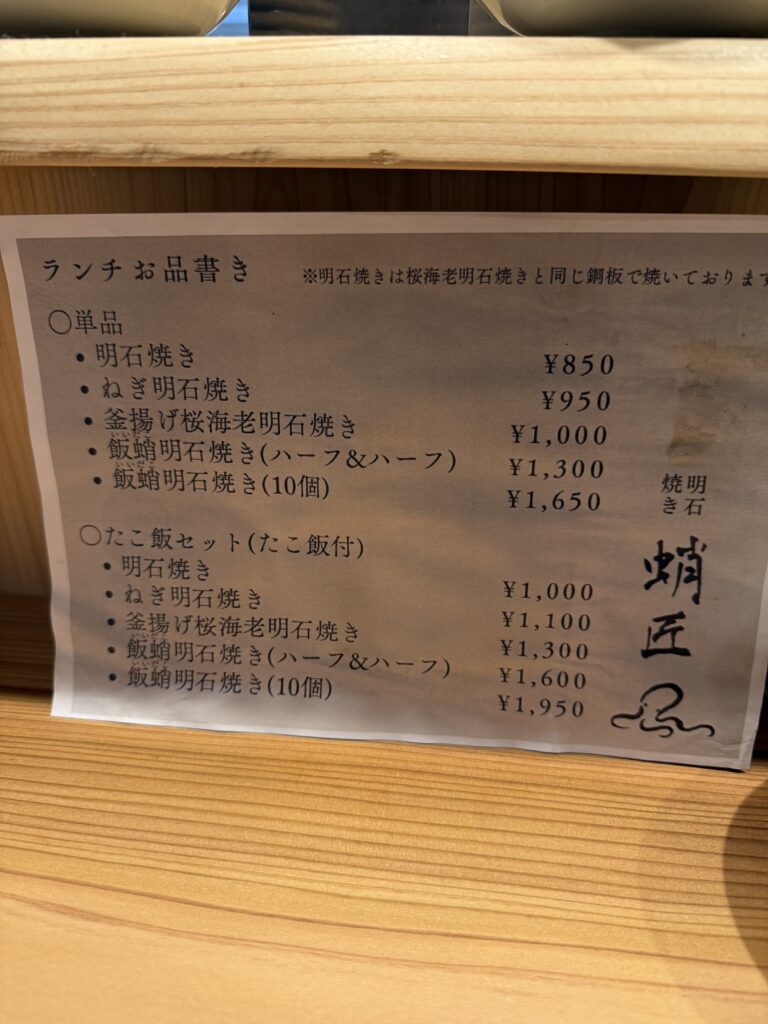 ランチお品書き ※明石焼きは桜海老明石焼きと同じ銅板で焼いております
○単品
・明石焼き ¥850
・ねぎ明石焼き ¥950
・釜揚げ桜海老明石焼き ¥1,000
・飯蛸明石焼き(ハーフ&ハーフ) ¥1,300
・飯蛸明石焼き(10個) ¥1,650
○たこ飯セット(たこ飯付)
・明石焼き ¥1,000
・ねぎ明石焼き ¥1,100
・釜揚げ桜海老明石焼き ¥1,300
・飯蛸明石焼き(ハーフ&ハーフ) ¥1,600
・飯蛸明石焼き(10個) ¥1,950
明石
焼き
蛸匠